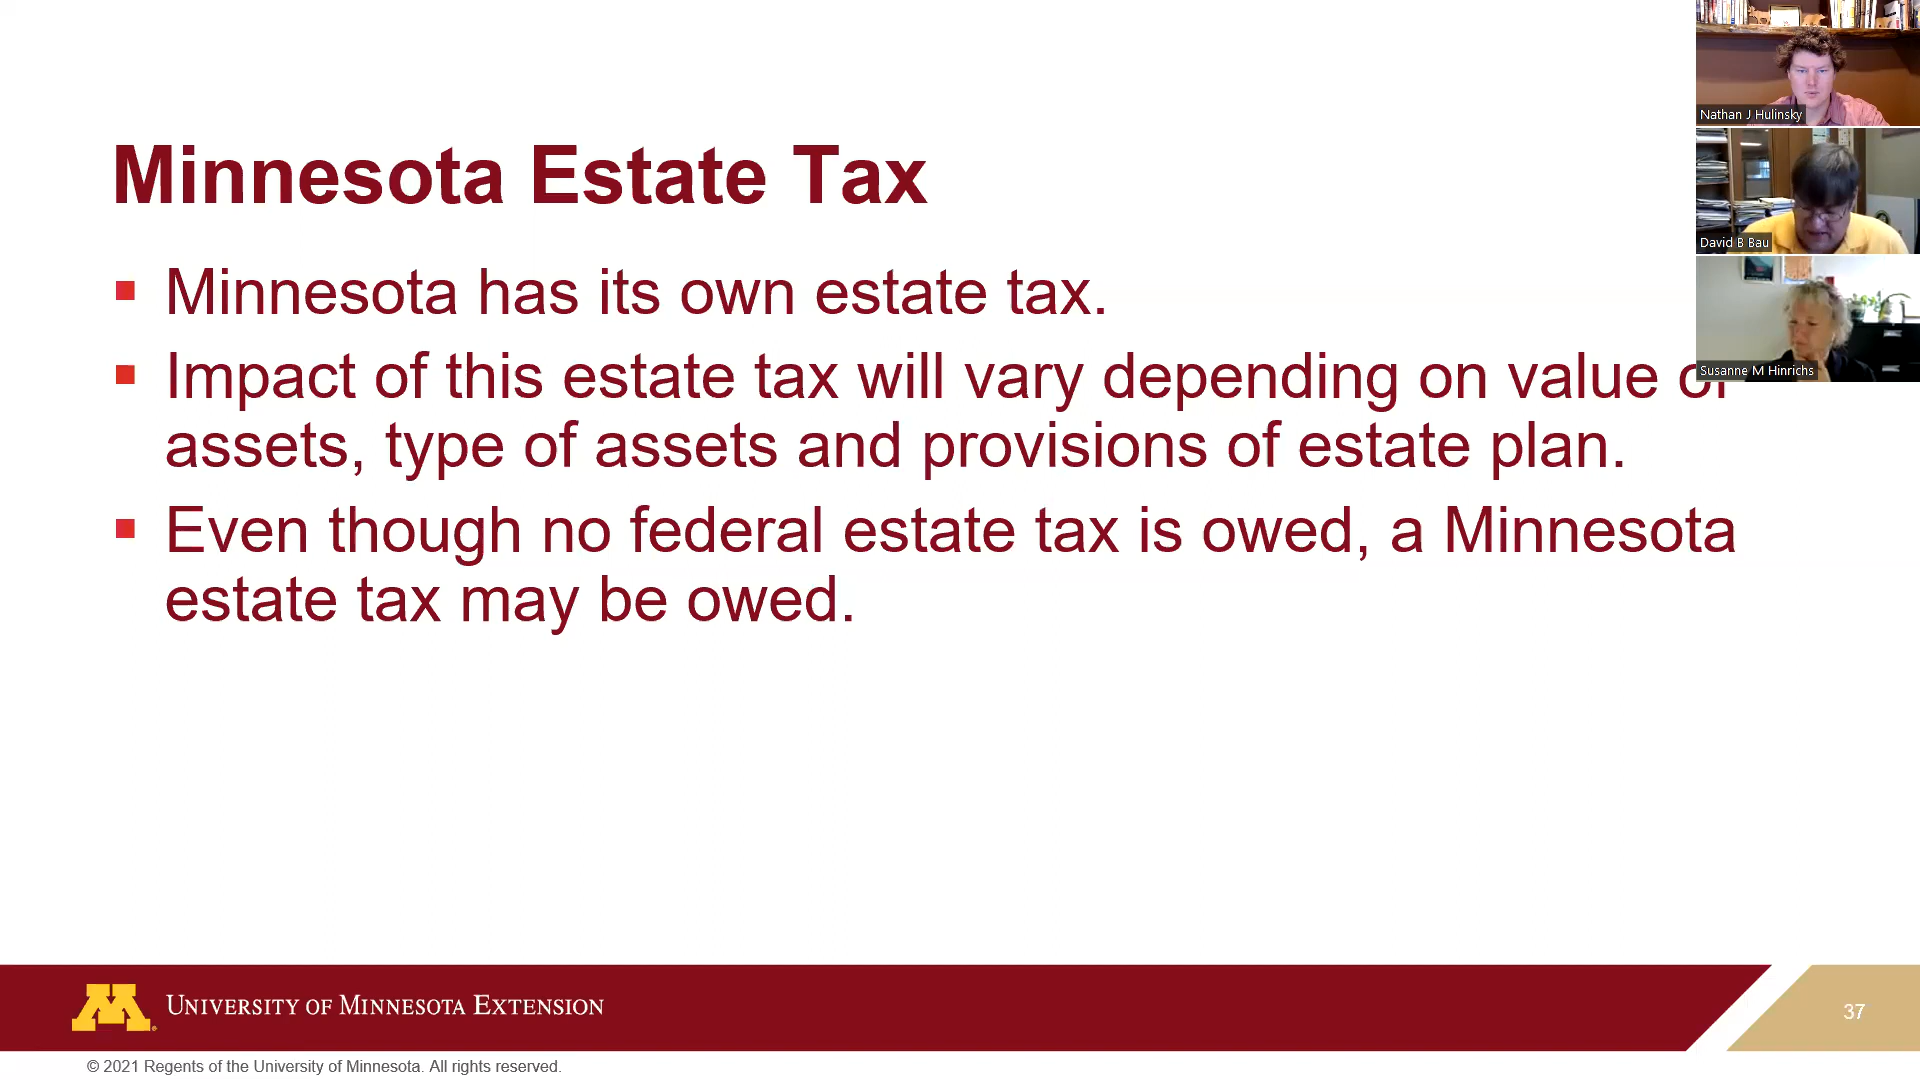 Minnesota Estate Tax
Minnesota has its own estate tax.
Impact of this estate tax will vary depending on value of
assets, type of assets and provisions of estate plan.
Even though no federal estate tax is owed, a Minnesota
estate tax may be owed.
Nathan J Hulinsky
David B Bau
Susanne M Hinrichs
UNIVERSITY OF MINNESOTA EXTENSION
37
© 2021 Regents of the University of Minnesota. All rights reserved.